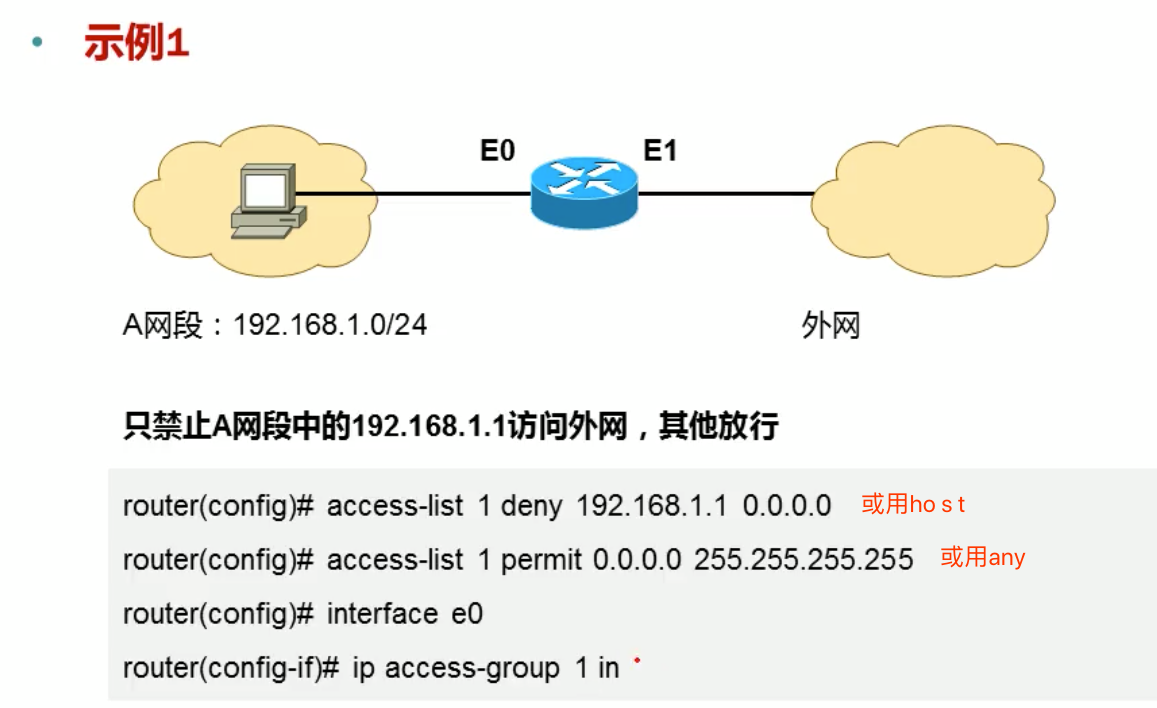 示例1
E0
E1
A网段：192.168.1.0/24
外网
只禁止A网段中的192.168.1.1访问外网，其他放行
router(config)# access-list 1 deny 192.168.1.1 0.0.0.0 或用host
router(config)# access-list 1 permit 0.0.0.0 255.255.255.255 或用any
router(config)# interface e0
router(config-if)# ip access-group 1 in